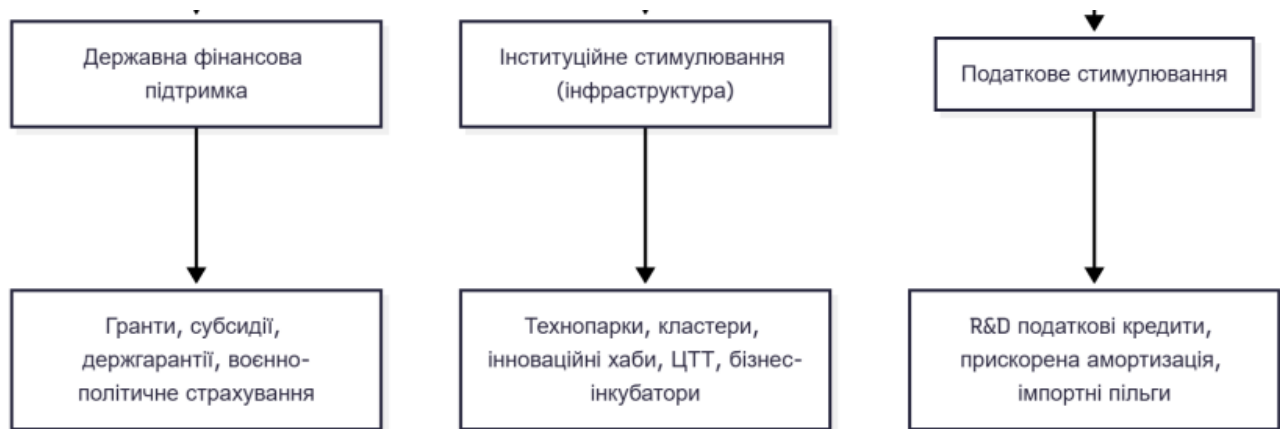 Державна фінансова
підтримка
Інституційне стимулювання
(інфраструктура)
Податкове стимулювання
Гранти, субсидії,
держгарантії, воєнно-
політичне страхування
Технопарки, кластери,
інноваційні хаби, ЦТТ, бізнес-
інкубатори
R&D податкові кредити,
прискорена амортизація,
імпортні пільги